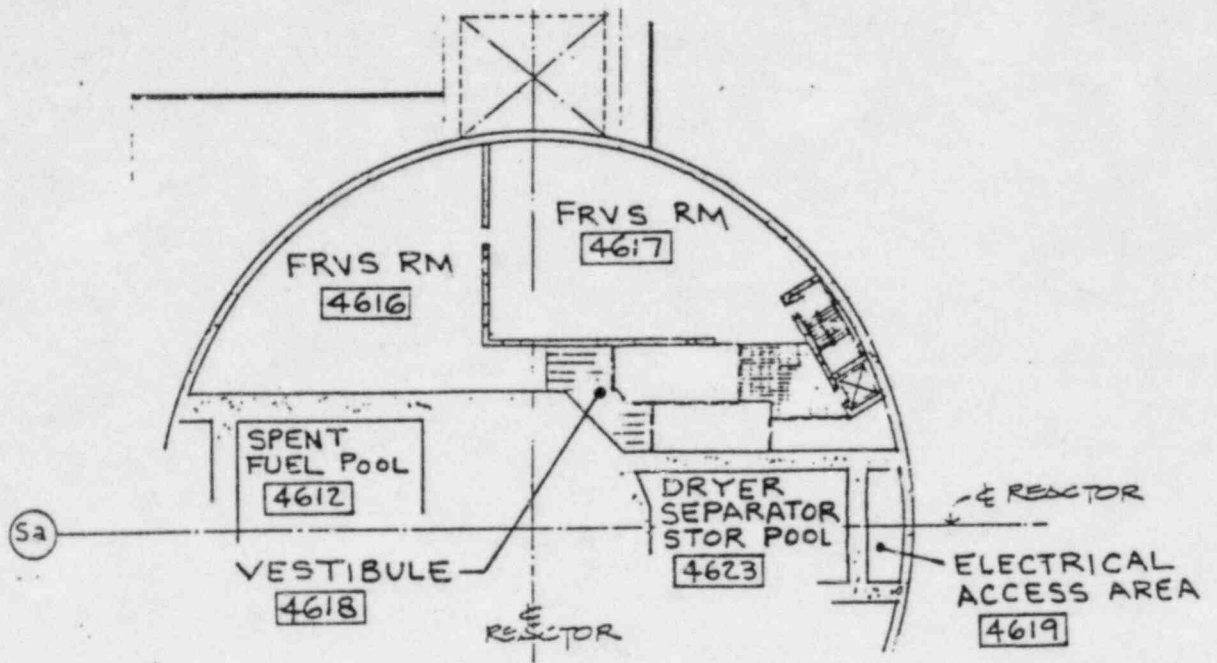 FRVS RM
4617
FRVS RM
4616
SPENT
FUEL POOL
4612
DRYER
SEPARATOR
STOR POOL
4623
℄ REACTOR
Sa
VESTIBULE
4618
℄
REACTOR
ELECTRICAL
ACCESS AREA
4619